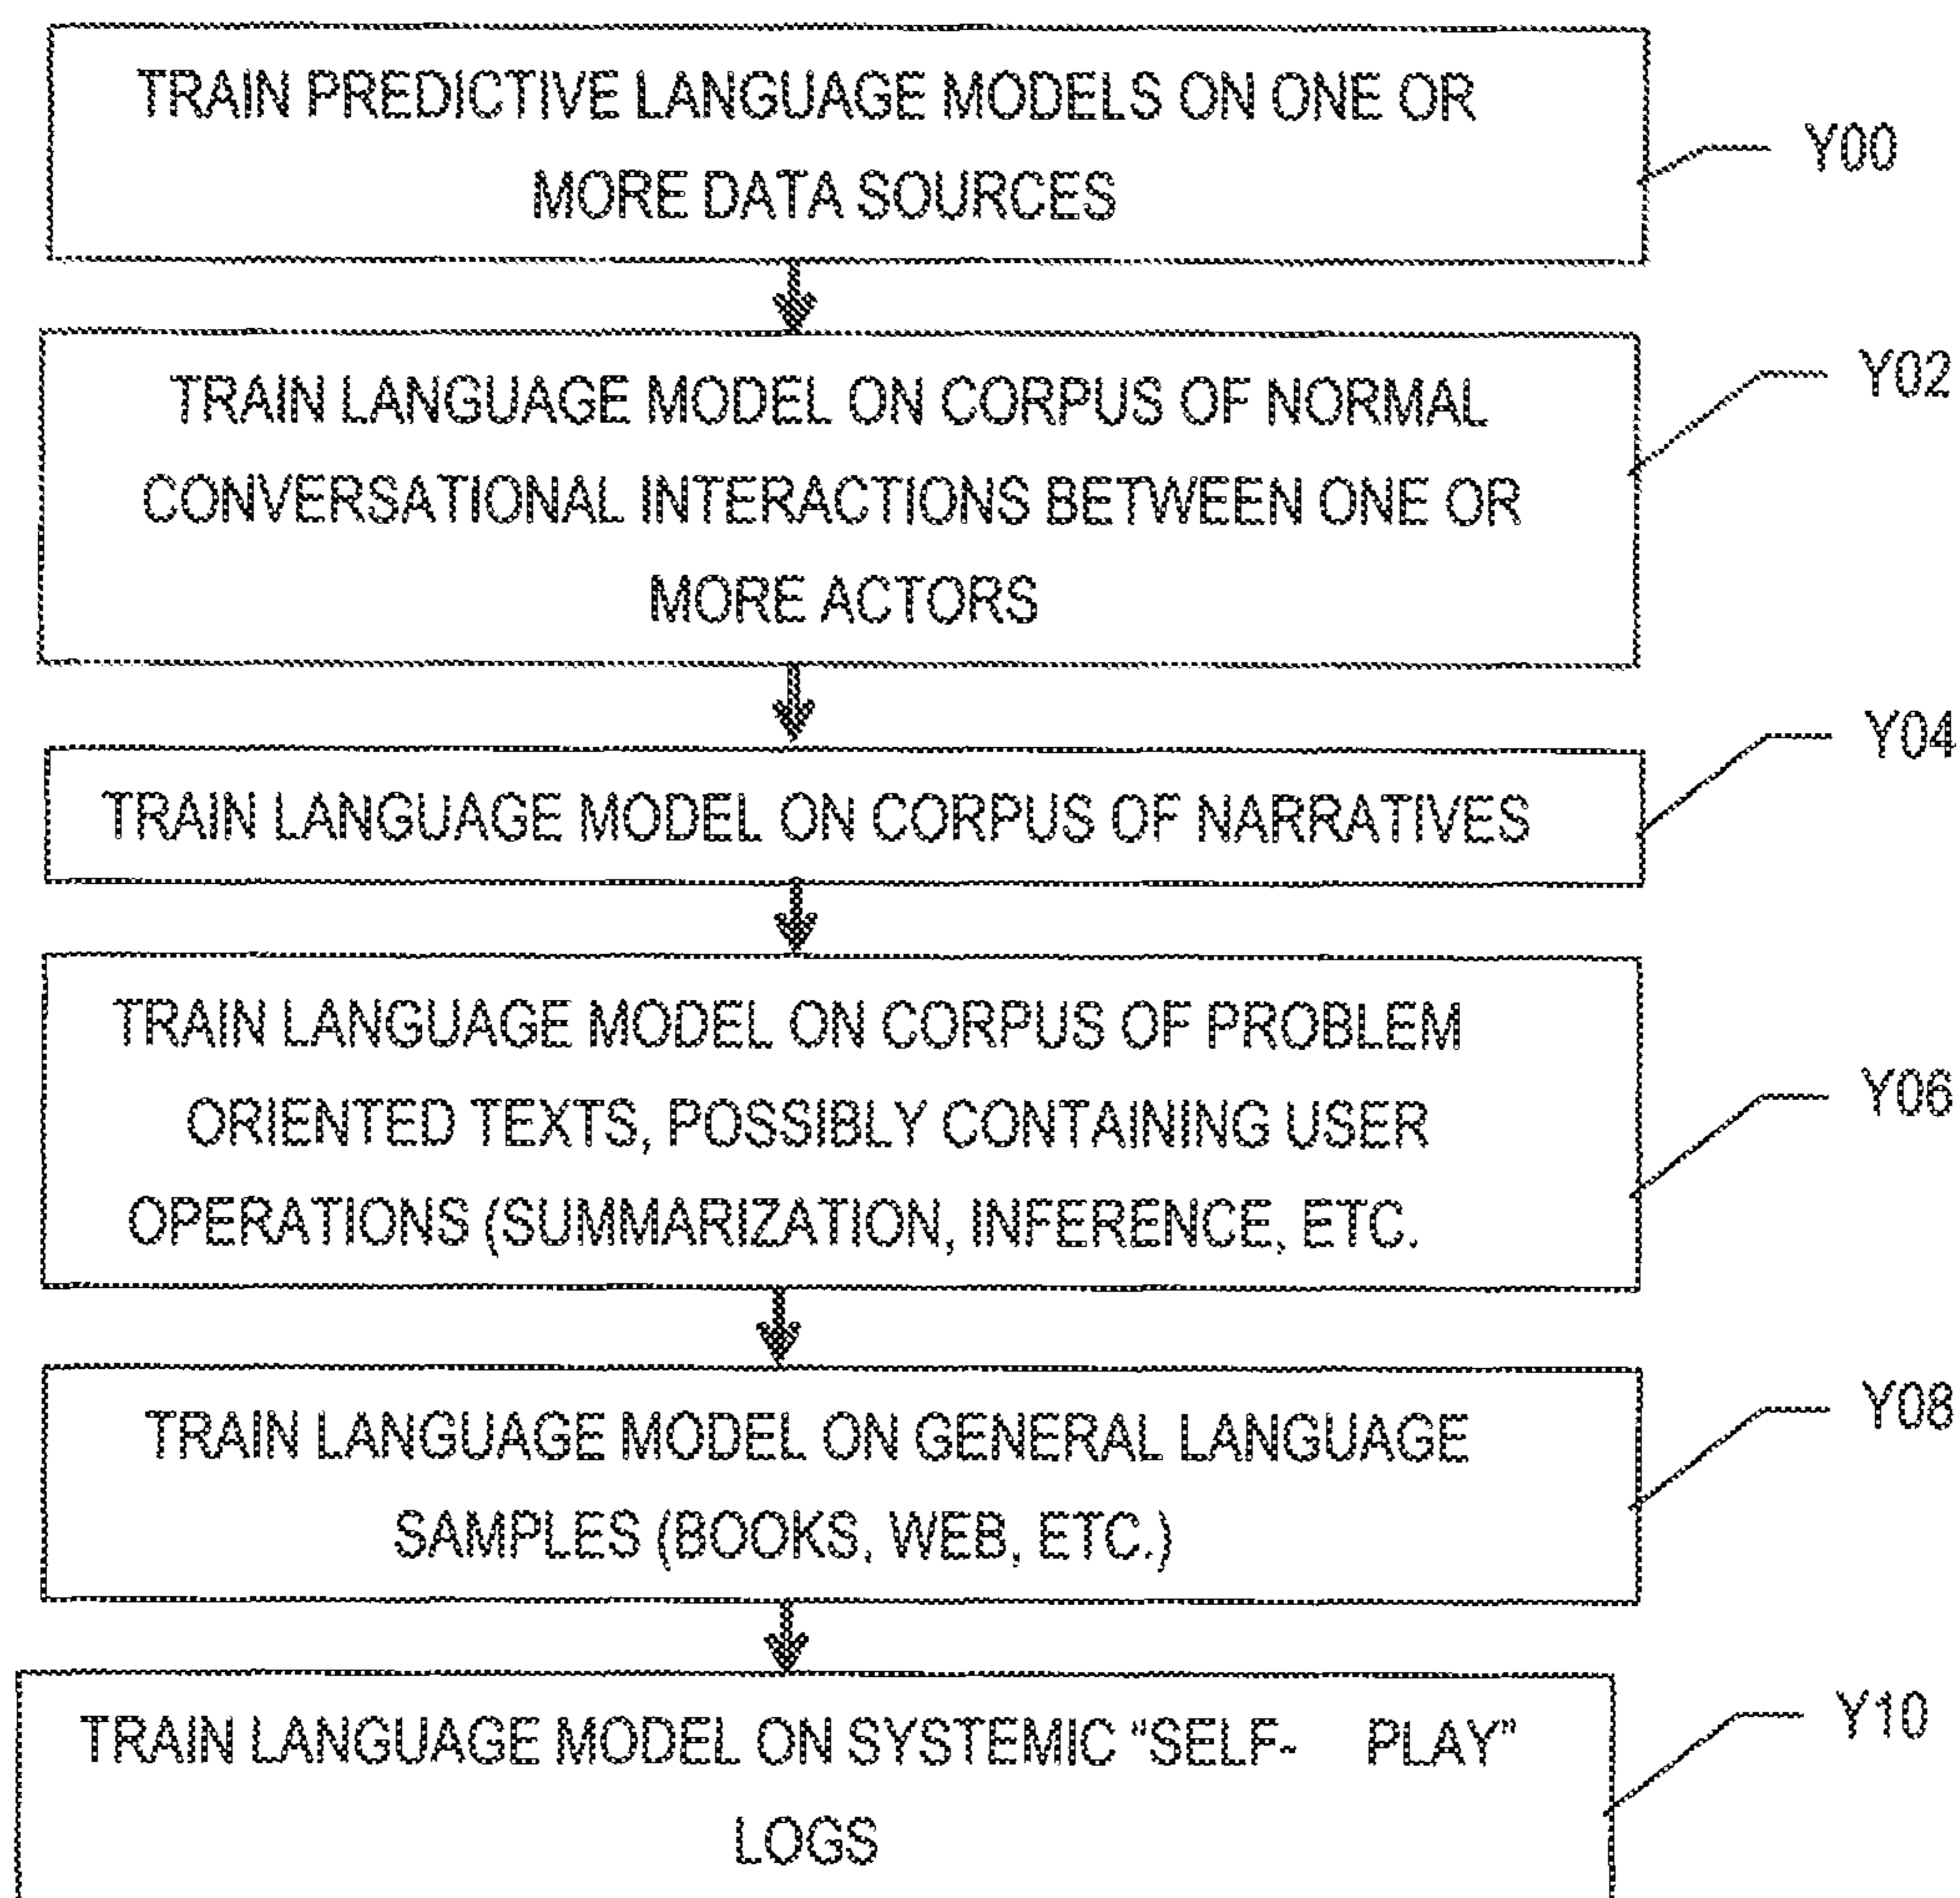 TRAIN PREDICTIVE LANGUAGE MODELS ON ONE OR
MORE DATA SOURCES
Y00
TRAIN LANGUAGE MODEL ON CORPUS OF NORMAL
CONVERSATIONAL INTERACTIONS BETWEEN ONE OR
MORE ACTORS
Y02
TRAIN LANGUAGE MODEL ON CORPUS OF NARRATIVES
Y04
TRAIN LANGUAGE MODEL ON CORPUS OF PROBLEM
ORIENTED TEXTS, POSSIBLY CONTAINING USER
OPERATIONS (SUMMARIZATION, INFERENCE, ETC.
Y06
TRAIN LANGUAGE MODEL ON GENERAL LANGUAGE
SAMPLES (BOOKS, WEB, ETC.)
Y08
TRAIN LANGUAGE MODEL ON SYSTEMIC “SELF- PLAY”
LOGS
Y10